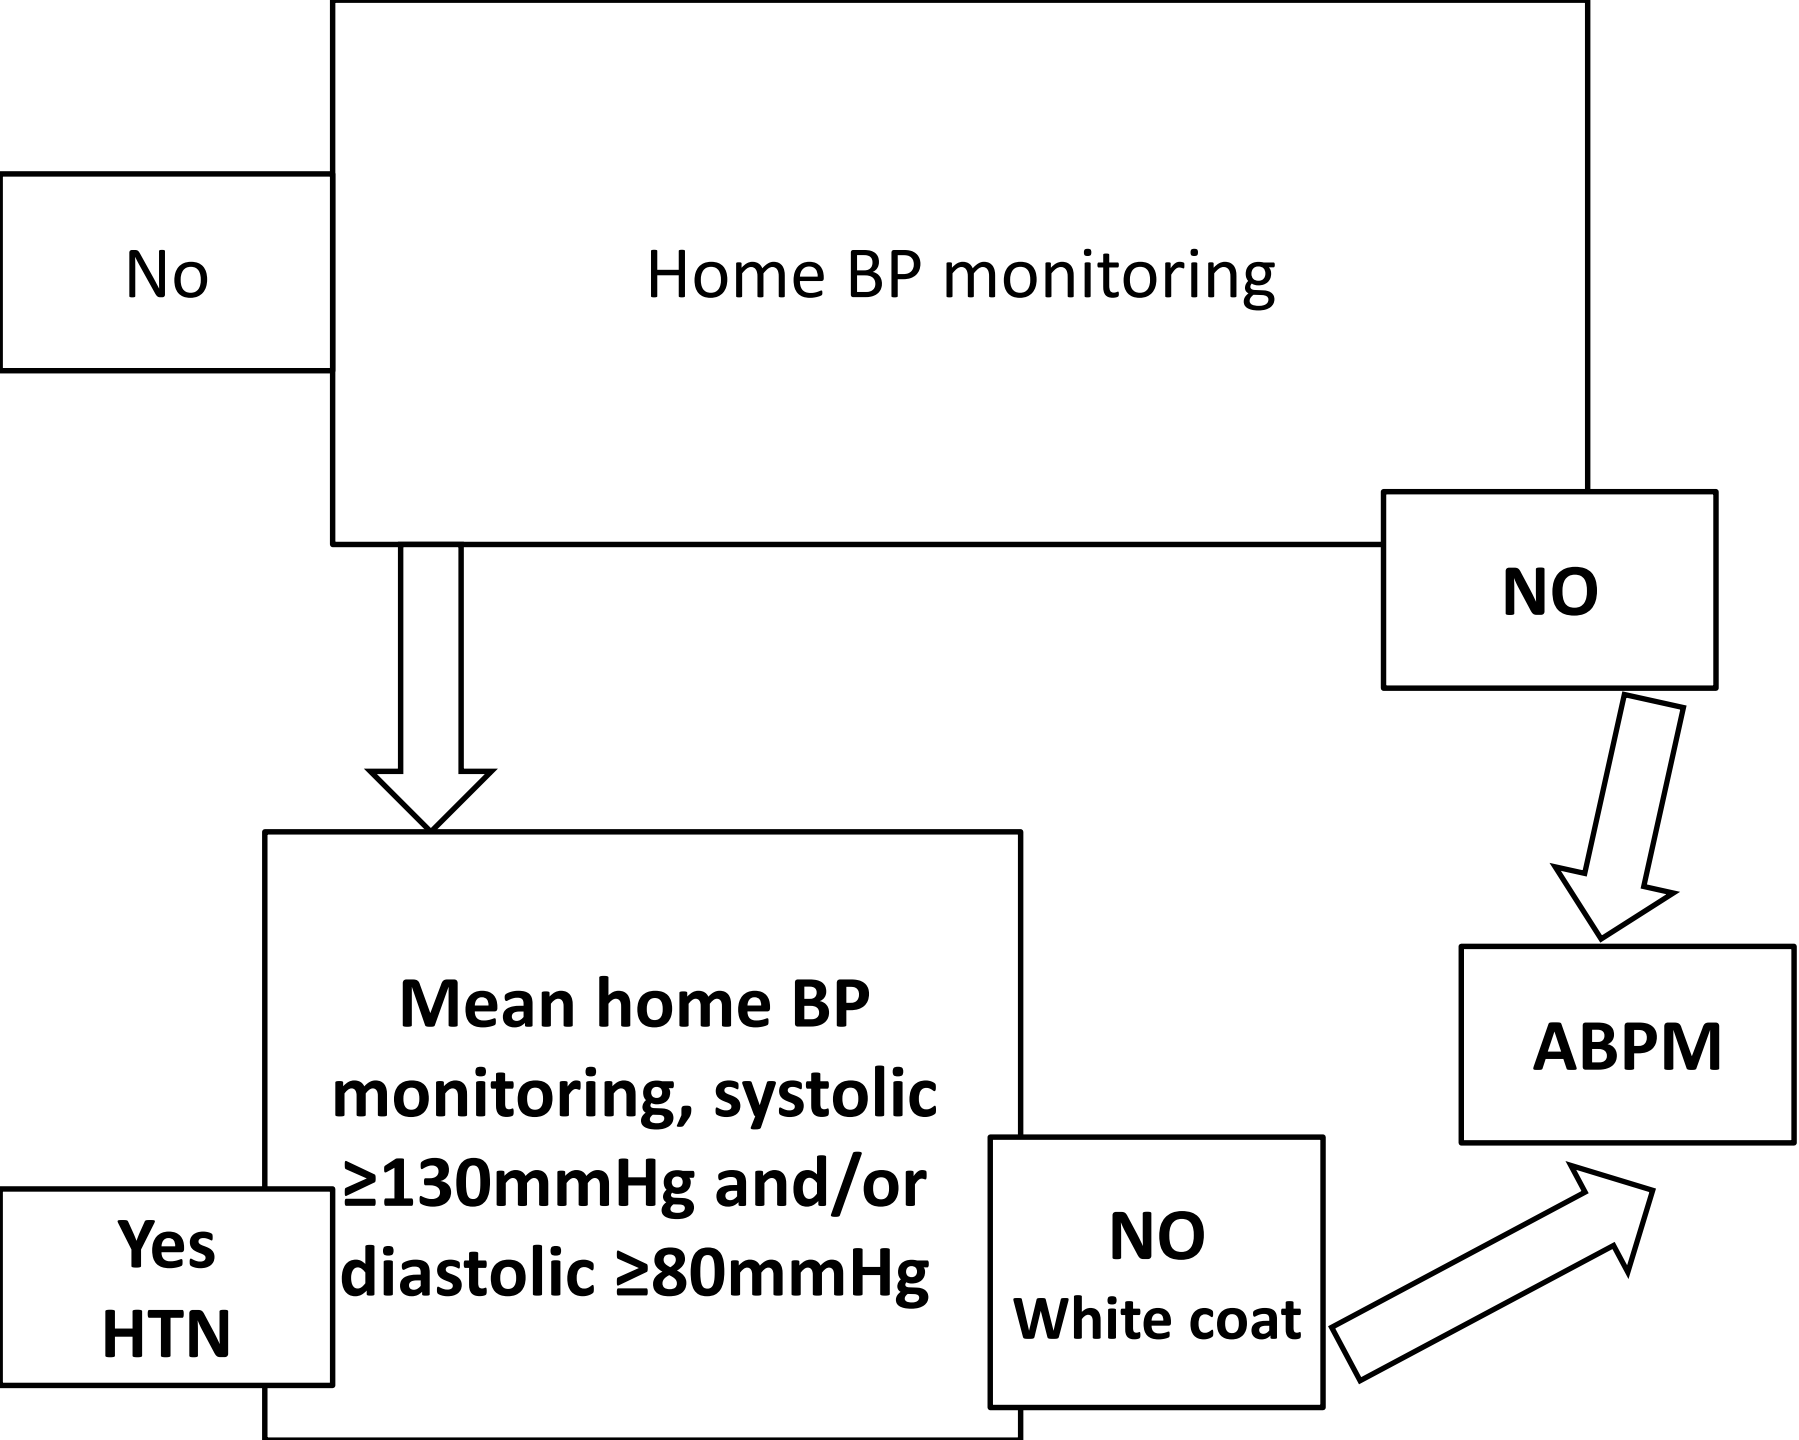 No
Home BP monitoring
NO
Mean home BP
monitoring, systolic
≥130mmHg and/or
diastolic ≥80mmHg
Yes
HTN
NO
White coat
ABPM